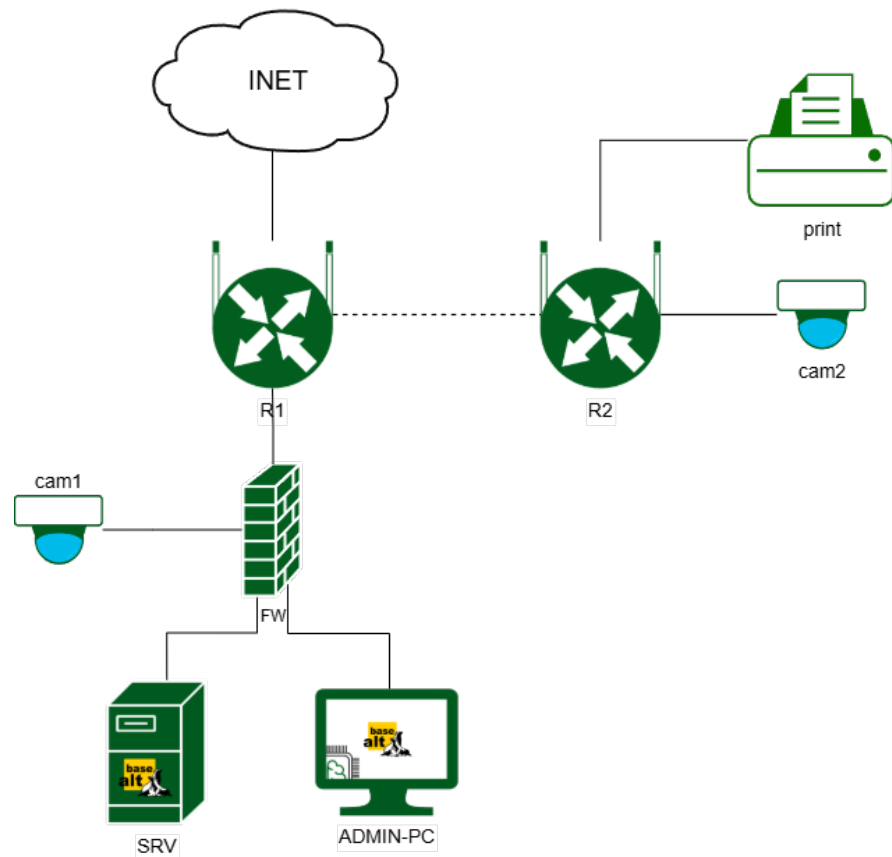 INET
print
cam2
R1
R2
cam1
FW
base
alt
base
alt
SRV
ADMIN-PC